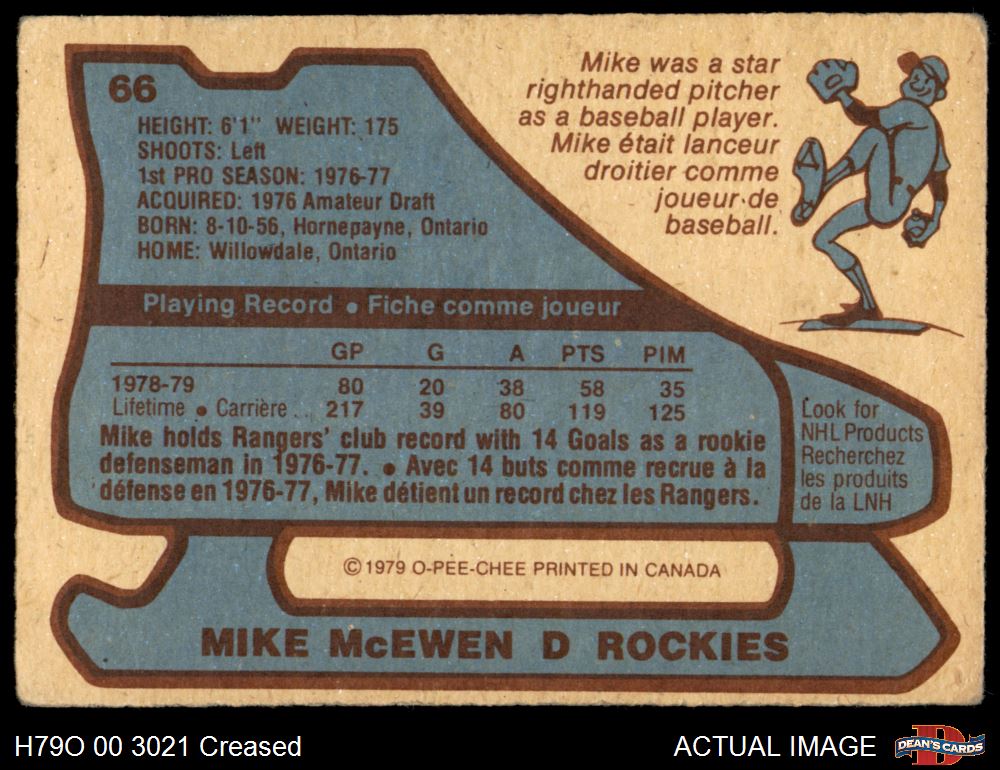 66
HEIGHT: 6'1" WEIGHT: 175
SHOOTS: Left
1st PRO SEASON: 1976-77
ACQUIRED: 1976 Amateur Draft
BORN: 8-10-56, Hornepayne, Ontario
HOME: Willowdale, Ontario
Mike was a star
righthanded pitcher
as a baseball player.
Mike était lanceur
droitier comme
joueur de
baseball.
Playing Record • Fiche comme joueur
GP G A PTS PIM
1978-79 80 20 38 58 35
Lifetime • Carrière .. 217 39 80 119 125
Mike holds Rangers' club record with 14 Goals as a rookie
defenseman in 1976-77. • Avec 14 buts comme recrue à la
défense en 1976-77, Mike détient un record chez les Rangers.
Look for
NHL Products
Recherchez
les produits
de la LNH
© 1979 O-PEE-CHEE PRINTED IN CANADA
MIKE McEWEN D ROCKIES
H79O 00 3021 Creased
ACTUAL IMAGE
D
DEAN'S CARDS